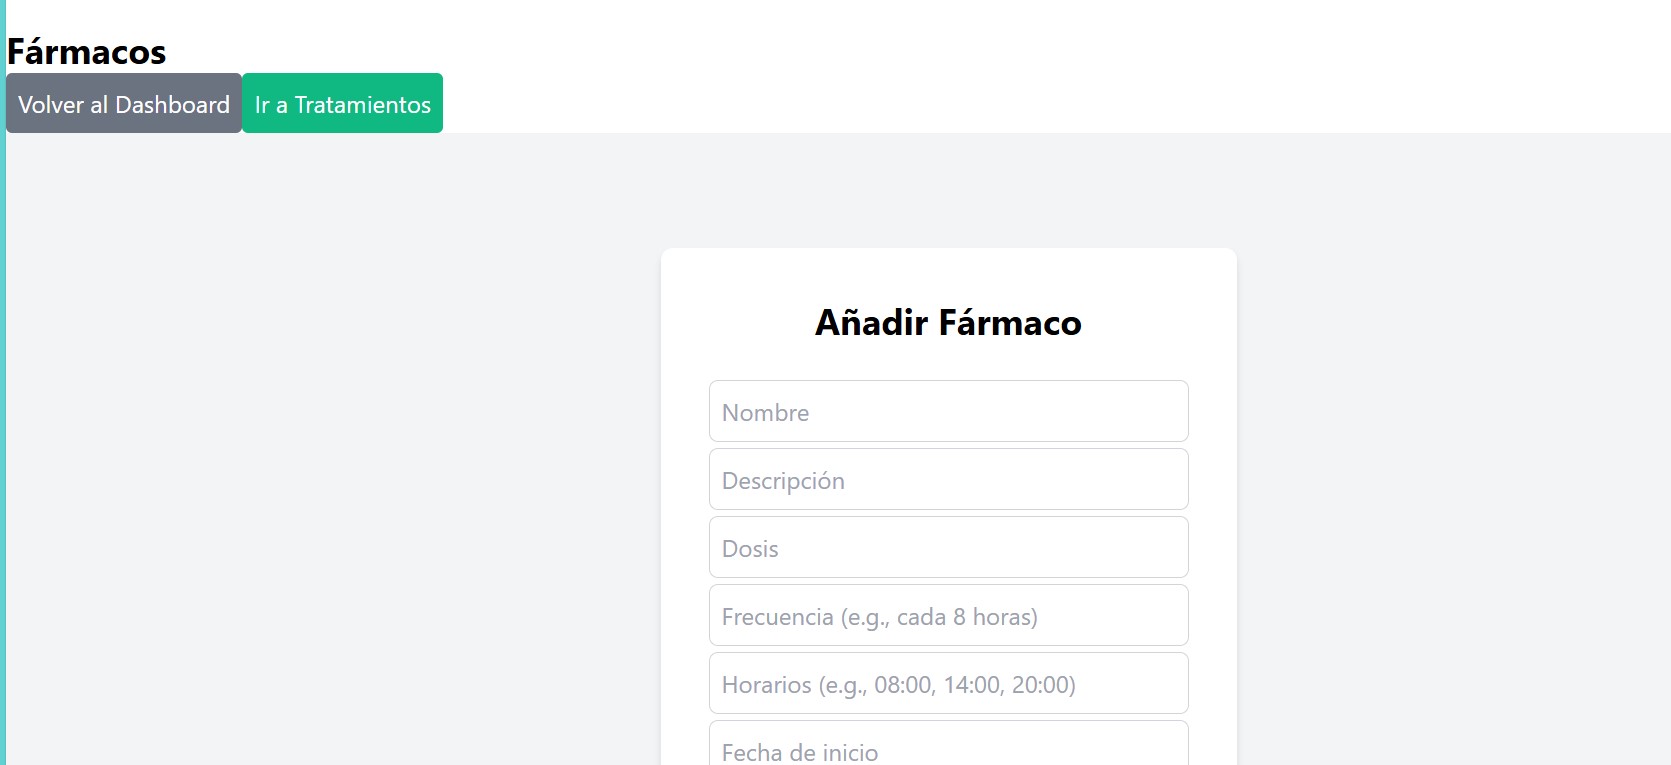 Fármacos
Volver al Dashboard Ir a Tratamientos
Añadir Fármaco
Nombre
Descripción
Dosis
Frecuencia (e.g., cada 8 horas)
Horarios (e.g., 08:00, 14:00, 20:00)
Fecha de inicio